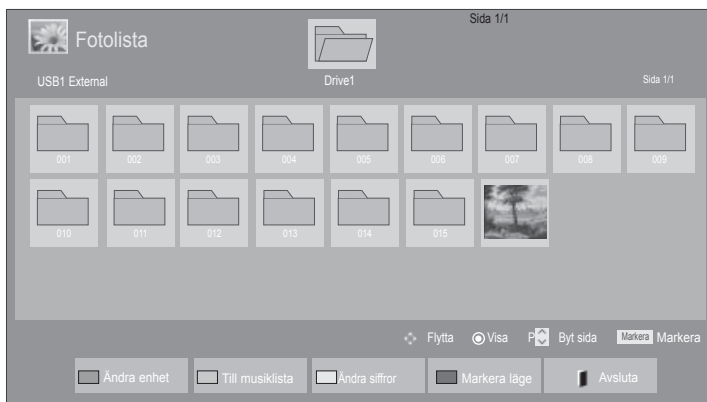 Sida 1/1
Fotolista
USB1 External Drive1 Sida 1/1
001 002 003 004 005 006 007 008 009
010 011 012 013 014 015
Flytta Visa P Byt sida Markera Markera
Ändra enhet Till musiklista Ändra siffror Markera läge Avsluta